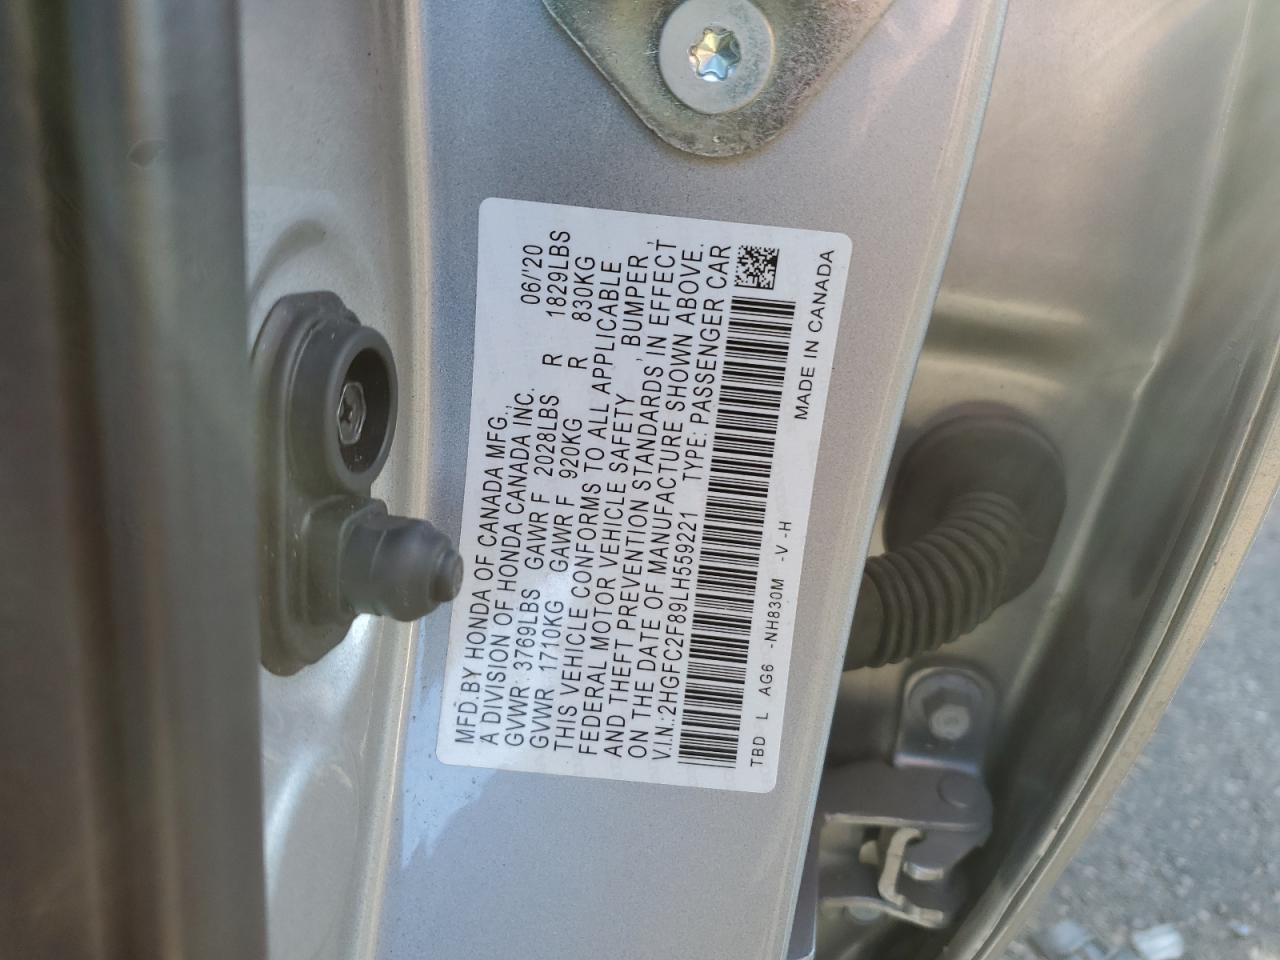 MFD.BY HONDA OF CANADA MFG., 06/'20
A DIVISION OF HONDA CANADA INC.
GVWR 3769LBS GAWR F 2028LBS R 1829LBS
GVWR 1710KG GAWR F 920KG R 830KG
THIS VEHICLE CONFORMS TO ALL APPLICABLE
FEDERAL MOTOR VEHICLE SAFETY, BUMPER,
AND THEFT PREVENTION STANDARDS IN EFFECT
ON THE DATE OF MANUFACTURE SHOWN ABOVE.
V.I.N.:2HGFC2F89LH559221 TYPE: PASSENGER CAR
TBD L AG6 -NH830M -V -H
MADE IN CANADA